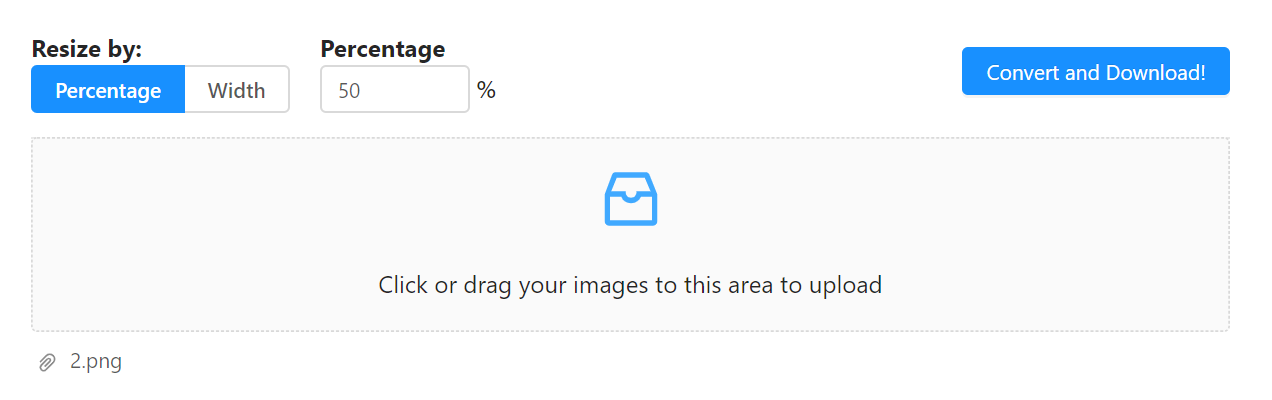 Resize by:
Percentage
Width
Percentage
50
%
Convert and Download!
Click or drag your images to this area to upload
2.png